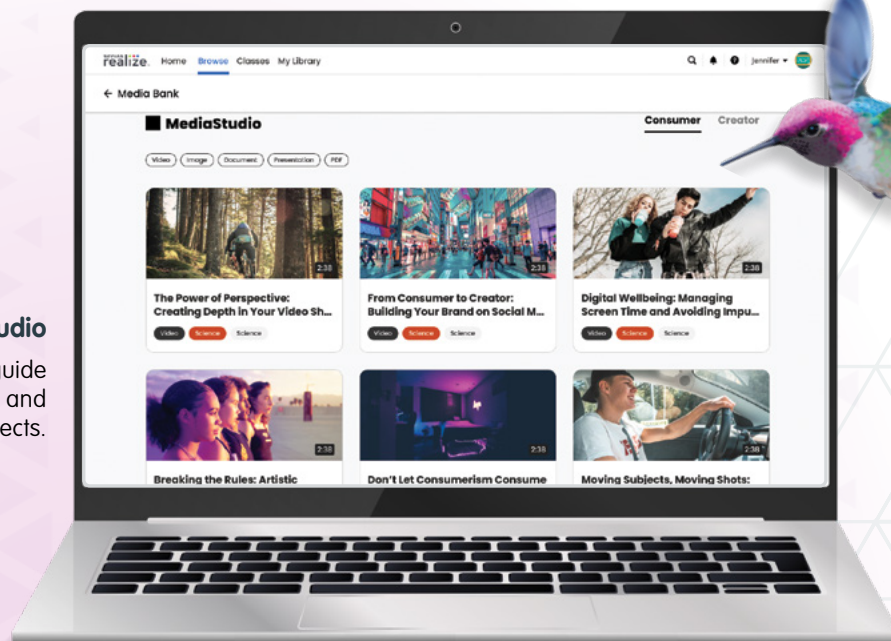 realize. Home Browse Classes My Library
Jennifer
← Media Bank
MediaStudio
Consumer Creator
Video Image Document Presentation PDF
2:38 2:38 2:38
The Power of Perspective: From Consumer to Creator: Digital Wellbeing: Managing
Creating Depth in Your Video Sh... Building Your Brand on Social M... Screen Time and Avoiding Impu...
Video Science Science Video Science Science Video Science Science
2:38 2:38 2:38
Breaking the Rules: Artistic Don't Let Consumerism Consume Moving Subjects, Moving Shots:
udio
uide
and
ects.